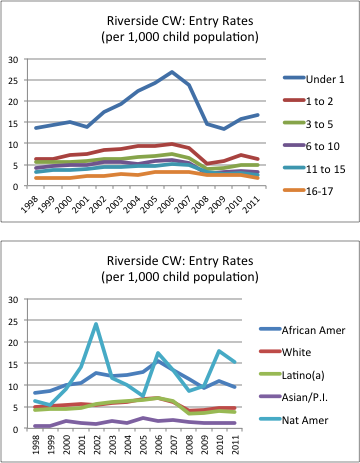 Riverside CW: Entry Rates
(per 1,000 child population)
30
25
20
15
10
5
0
1998 1999 2000 2001 2002 2003 2004 2005 2006 2007 2008 2009 2010 2011
Under 1
1 to 2
3 to 5
6 to 10
11 to 15
16-17
Riverside CW: Entry Rates
(per 1,000 child population)
30
25
20
15
10
5
0
1998 1999 2000 2001 2002 2003 2004 2005 2006 2007 2008 2009 2010 2011
African Amer
White
Latino(a)
Asian/P.I.
Nat Amer